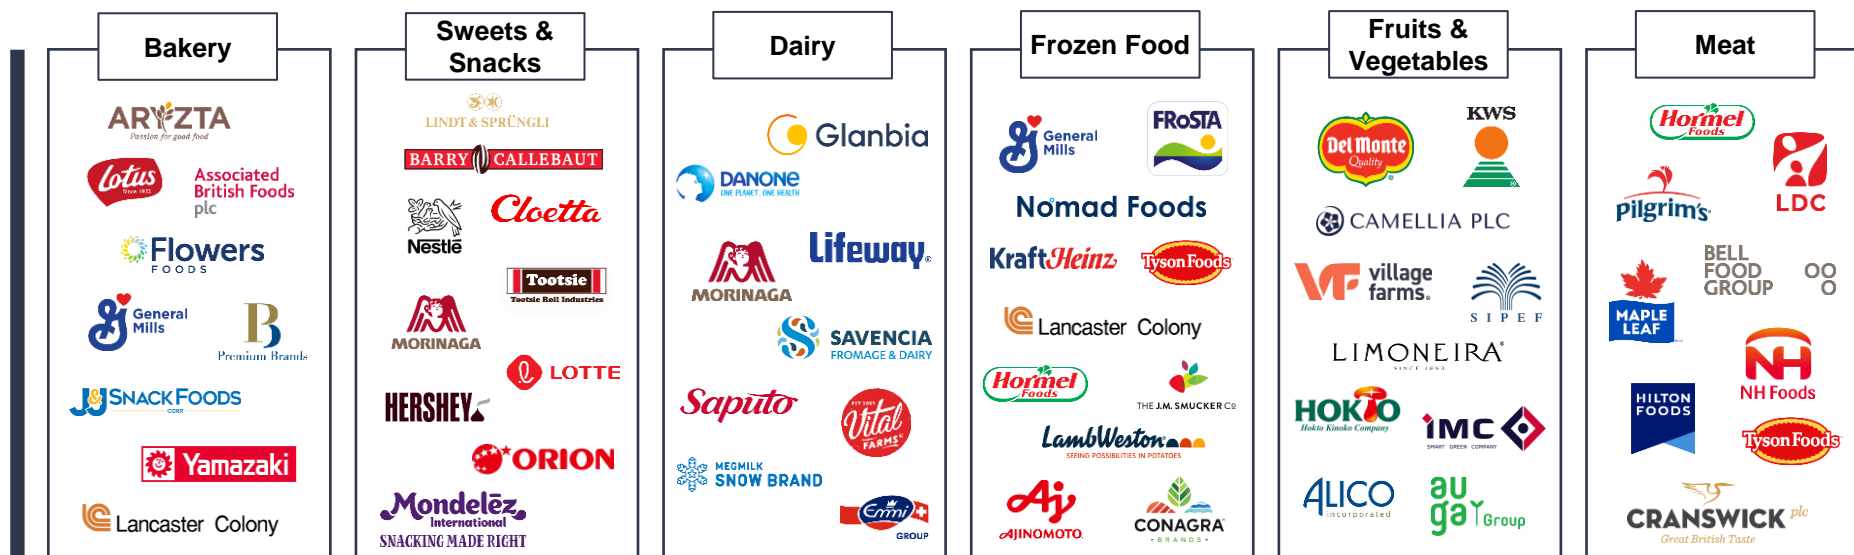 Bakery
ARYZTA
Passion for good food
Lotus
Since 1932
Associated
British Foods
plc
Flowers
FOODS
General
Mills
B
Premium Brands
J&J SNACK FOODS
CORP.
Yamazaki
Lancaster Colony
Sweets &
Snacks
LINDT & SPRÜNGLI
BARRY CALLEBAUT
Cloetta
Nestlé
Tootsie
Tootsie Roll Industries
MORINAGA
LOTTE
HERSHEY
ORION
Mondelēz
International
SNACKING MADE RIGHT
Dairy
Glanbia
DANONE
ONE PLANET. ONE HEALTH
Lifeway®
MORINAGA
SAVENCIA
FROMAGE & DAIRY
Saputo
Vital
FARMS
MEGMILK
SNOW BRAND
Emmi
GROUP
Frozen Food
General
Mills
FRoSTA
Nomad Foods
Kraft Heinz
Tyson Foods
Lancaster Colony
Hormel
Foods
THE J.M. SMUCKER Co
LambWeston
SEEING POSSIBILITIES IN POTATOES
Aj
AJINOMOTO
CONAGRA
BRANDS
Fruits &
Vegetables
Del Monte
Quality
KWS
CAMELLIA PLC
VF village
farms®
SIPEF
LIMONEIRA®
SINCE 1893
HOKTO
Hokto Kinoko Company
iMC
SMART GREEN COMPANY
ALICO
incorporated
au
ga Group
Meat
Hormel
Foods
Pilgrim's
LDC
BELL
FOOD
GROUP
MAPLE
LEAF
NH
NH Foods
HILTON
FOODS
Tyson Foods
CRANSWICK plc
Great British Taste